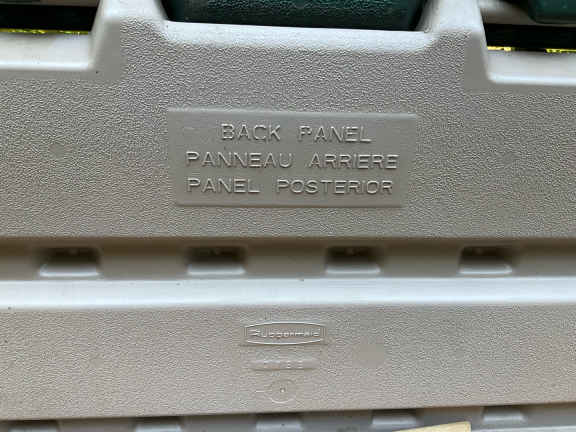 BACK PANEL
PANNEAU ARRIERE
PANEL POSTERIOR
Rubbermaid